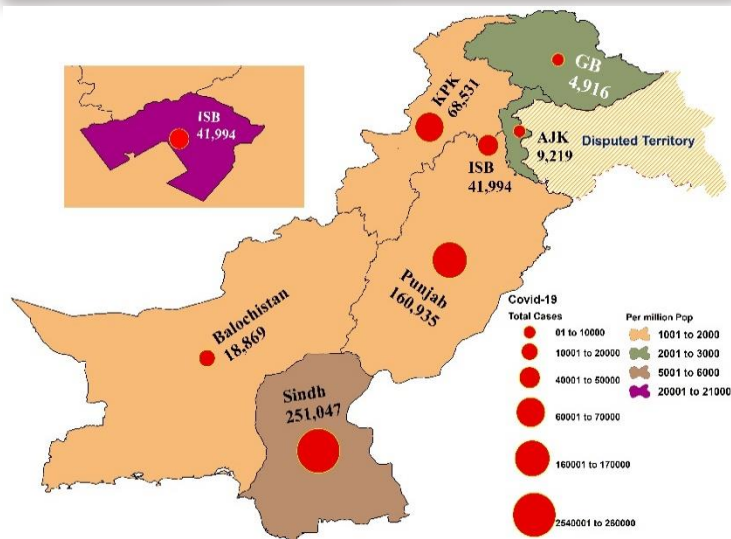 ISB
41,994
KPK
68,531
GB
4,916
AJK
9,219
Disputed Territory
ISB
41,994
Punjab
160,935
Balochistan
18,869
Sindh
251,047
Covid-19
Total Cases
01 to 10000
10001 to 20000
40001 to 50000
60001 to 70000
160001 to 170000
2540001 to 260000
Per million Pop
1001 to 2000
2001 to 3000
5001 to 6000
20001 to 21000